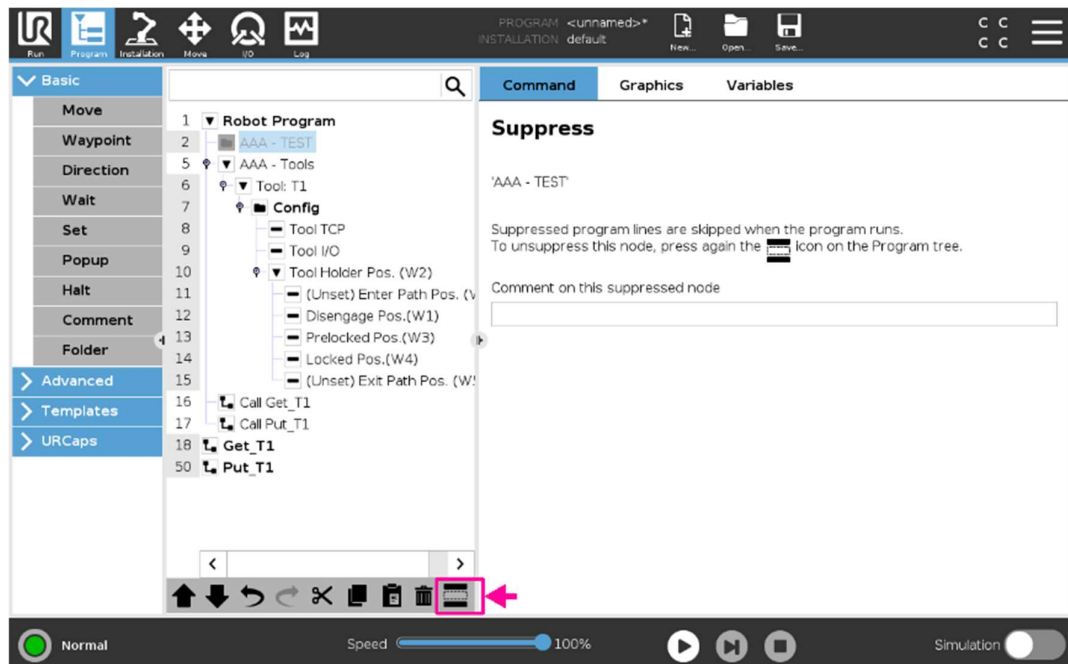 UR
PROGRAM <unnamed>*
INSTALLATION default
Run
Program
Installation
Move
I/O
Log
New...
Open...
Save...
C C
C C
Basic
Move
Waypoint
Direction
Wait
Set
Popup
Halt
Comment
Folder
Advanced
Templates
URCaps
1 Robot Program
2 AAA - TEST
5 AAA - Tools
6 Tool: T1
7 Config
8 Tool TCP
9 Tool I/O
10 Tool Holder Pos. (W2)
11 (Unset) Enter Path Pos. (
12 Disengage Pos.(W1)
13 Prelocked Pos.(W3)
14 Locked Pos.(W4)
15 (Unset) Exit Path Pos. (W
16 Call Get_T1
17 Call Put_T1
18 Get_T1
50 Put_T1
Command
Graphics
Variables
Suppress
'AAA - TEST'
Suppressed program lines are skipped when the program runs.
To unsuppress this node, press again the icon on the Program tree.
Comment on this suppressed node
Normal
Speed
100%
Simulation